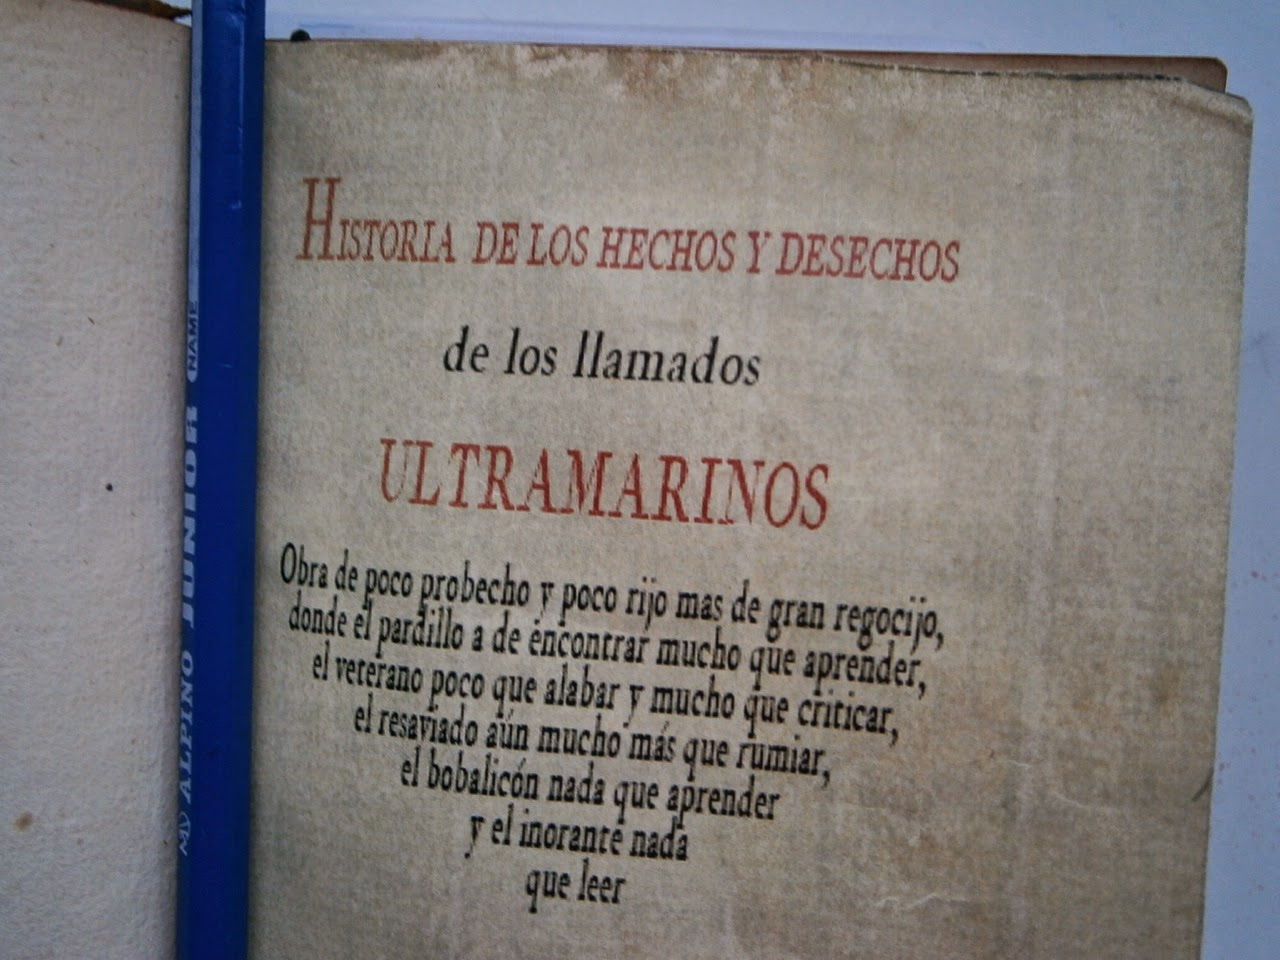 HISTORIA DE LOS HECHOS Y DESECHOS
de los llamados
ULTRAMARINOS
Obra de poco probecho y poco rijo mas de gran regocijo,
donde el pardillo a de encontrar mucho que aprender,
el veterano poco que alabar y mucho que criticar,
el resaviado aún mucho más que rumiar,
el bobalicón nada que aprender
y el inorante nada
que leer
My ALPINO JUNIOR NAME